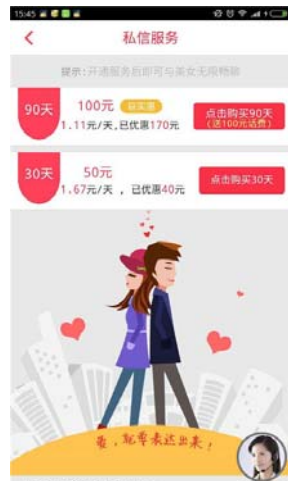 15:45
私信服务
提示:开通服务后即可与美女无限畅聊
90天
100元 最实惠
1.11元/天,已优惠170元
点击购买90天
(送100元话费)
30天
50元
1.67元/天 , 已优惠40元
点击购买30天
爱,就要表达出来!